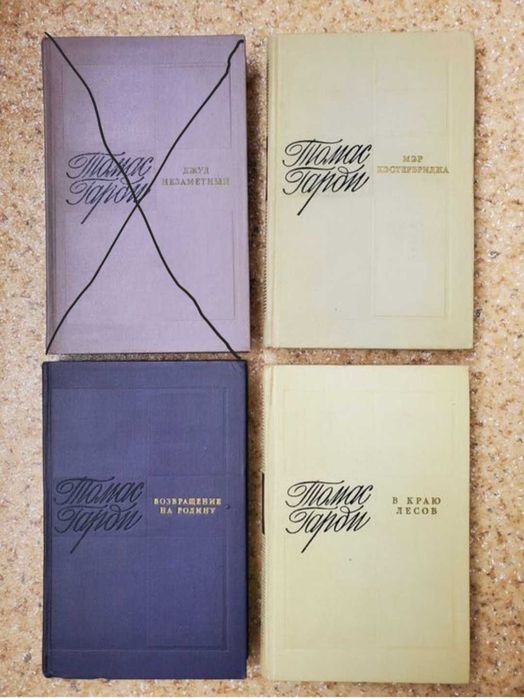 Томас
Гарди
ДЖУД
НЕЗАМЕТНЫЙ
Томас
Гарди
МЭР
КЭСТЕРБРИДЖА
Томас
Гарди
ВОЗВРАЩЕНИЕ
НА РОДИНУ
Томас
Гарди
В КРАЮ
ЛЕСОВ